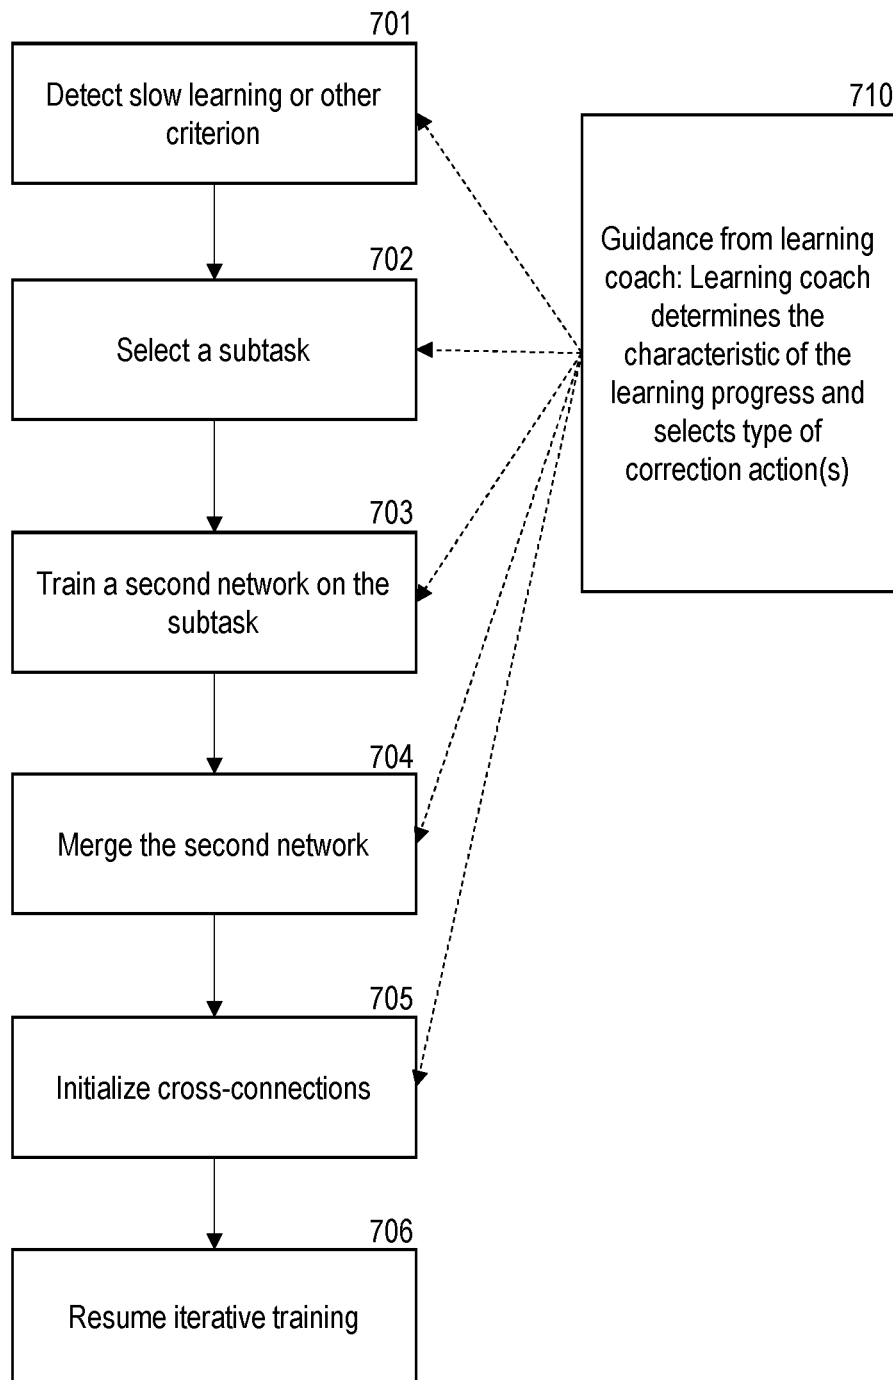 701
Detect slow learning or other
criterion
710
Guidance from learning
coach: Learning coach
determines the
characteristic of the
learning progress and
selects type of
correction action(s)
702
Select a subtask
703
Train a second network on the
subtask
704
Merge the second network
705
Initialize cross-connections
706
Resume iterative training